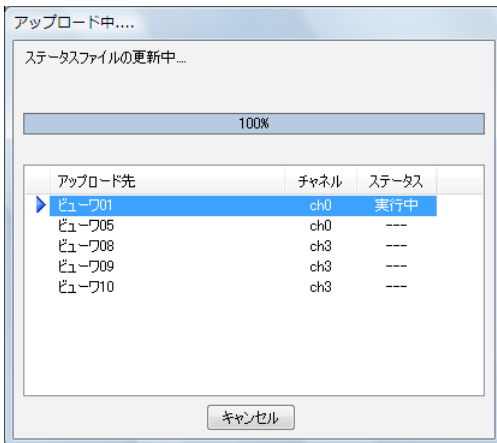 アップロード中....
ステータスファイルの更新中...
100%
アップロード先 チャネル ステータス
ビューワ01 ch0 実行中
ビューワ05 ch0 ---
ビューワ08 ch3 ---
ビューワ09 ch3 ---
ビューワ10 ch3 ---
キャンセル